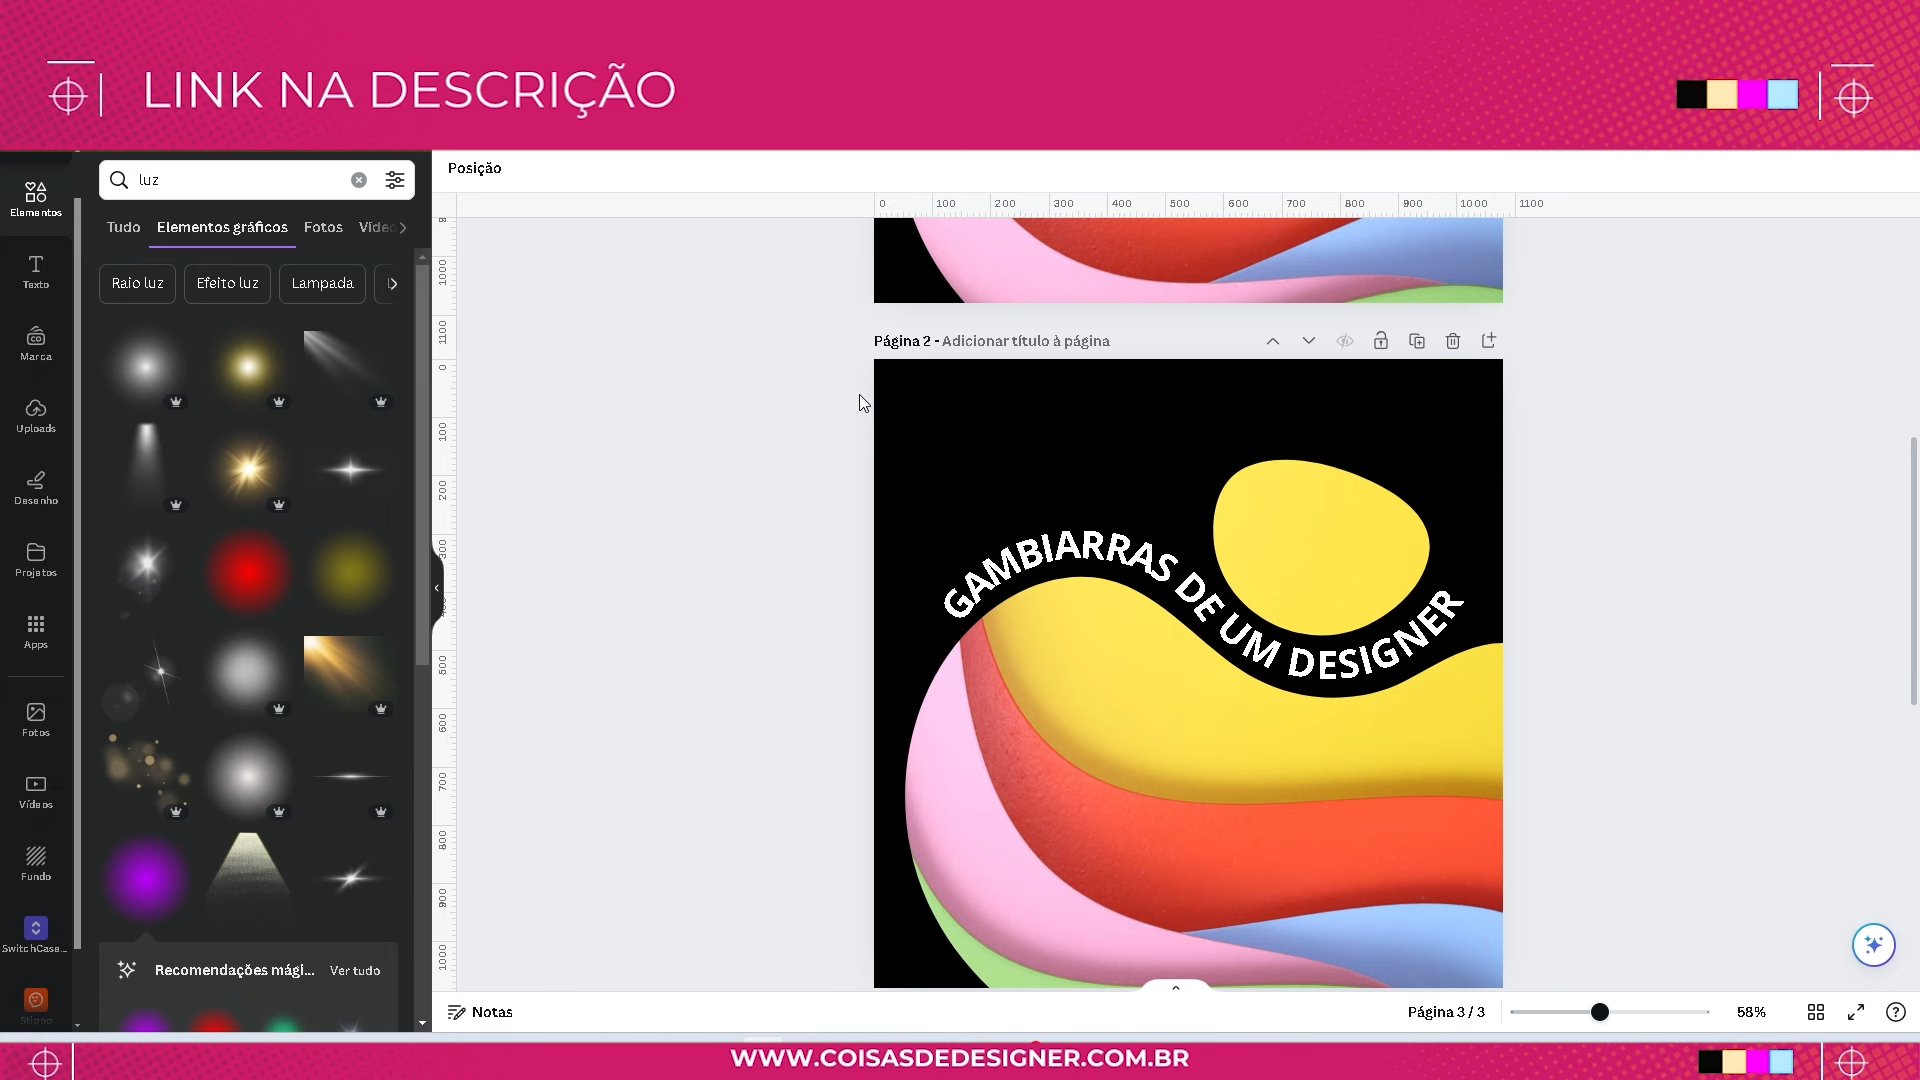 LINK NA DESCRIÇÃO
luz
Posição
Elementos
Tudo
Elementos gráficos
Fotos
Vídeo
0 100 200 300 400 500 600 700 800 900 1000 1100
Texto
Raio luz
Efeito luz
Lampada
Marca
Página 2 - Adicionar título à página
Uploads
Desenho
GAMBIARRAS DE UM DESIGNER
Projetos
Apps
Fotos
Vídeos
Fundo
SwitchCase...
Recomendações mági...
Ver tudo
Stipop
Notas
Página 3 / 3
58%
WWW.COISASDEDESIGNER.COM.BR